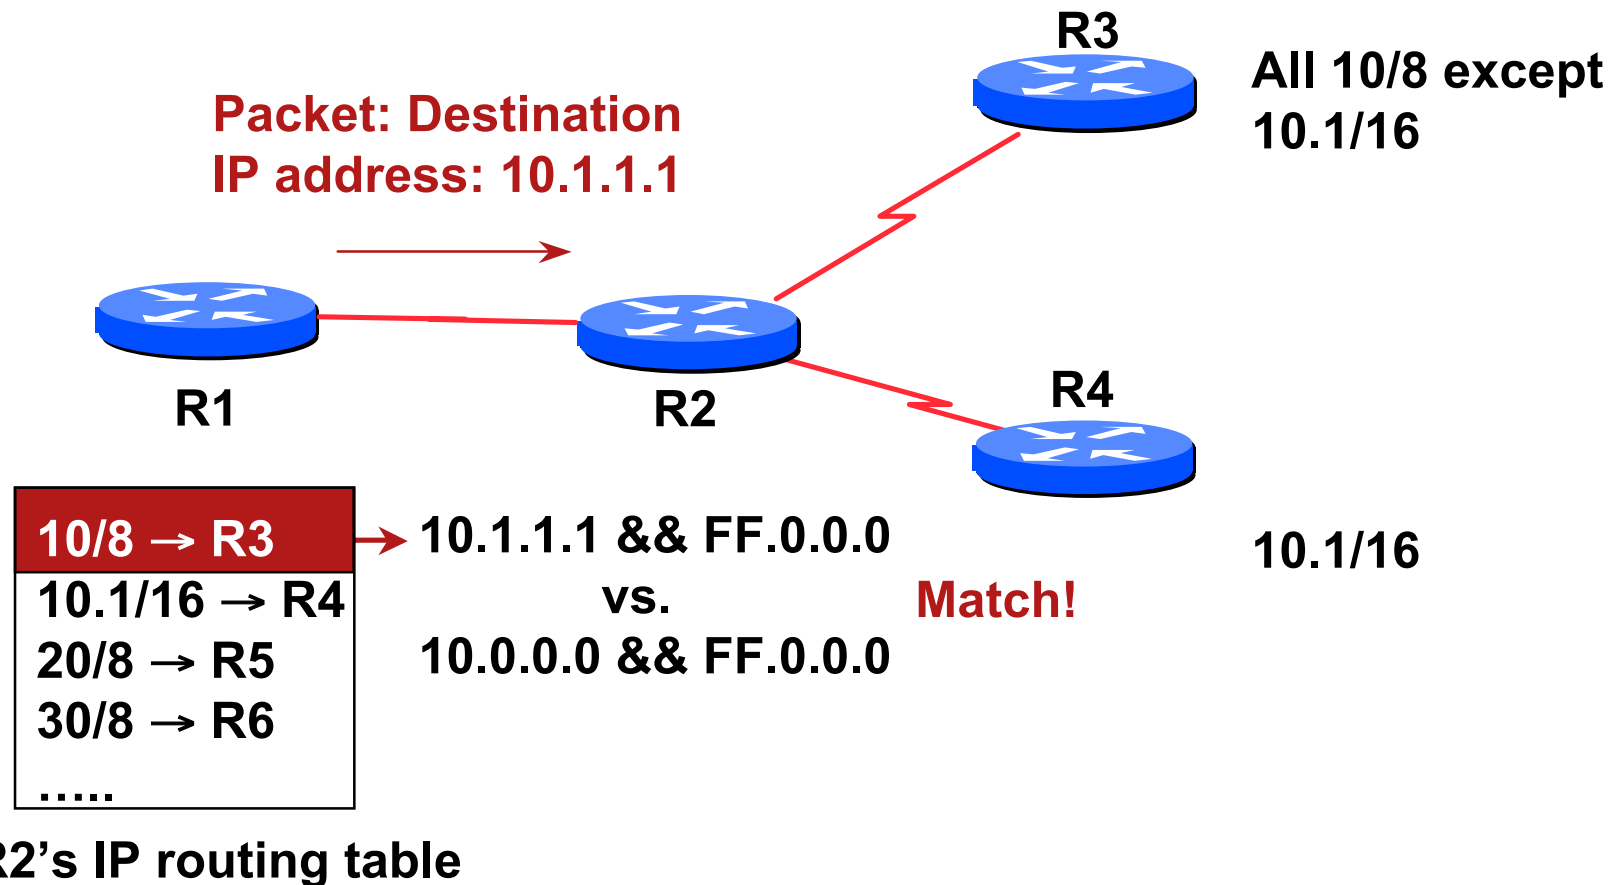 R3
All 10/8 except
10.1/16
Packet: Destination
IP address: 10.1.1.1
R1
R2
R4
10/8 → R3
10.1/16 → R4
20/8 → R5
30/8 → R6
.....
10.1.1.1 && FF.0.0.0
vs.
10.0.0.0 && FF.0.0.0
Match!
10.1/16
R2’s IP routing table